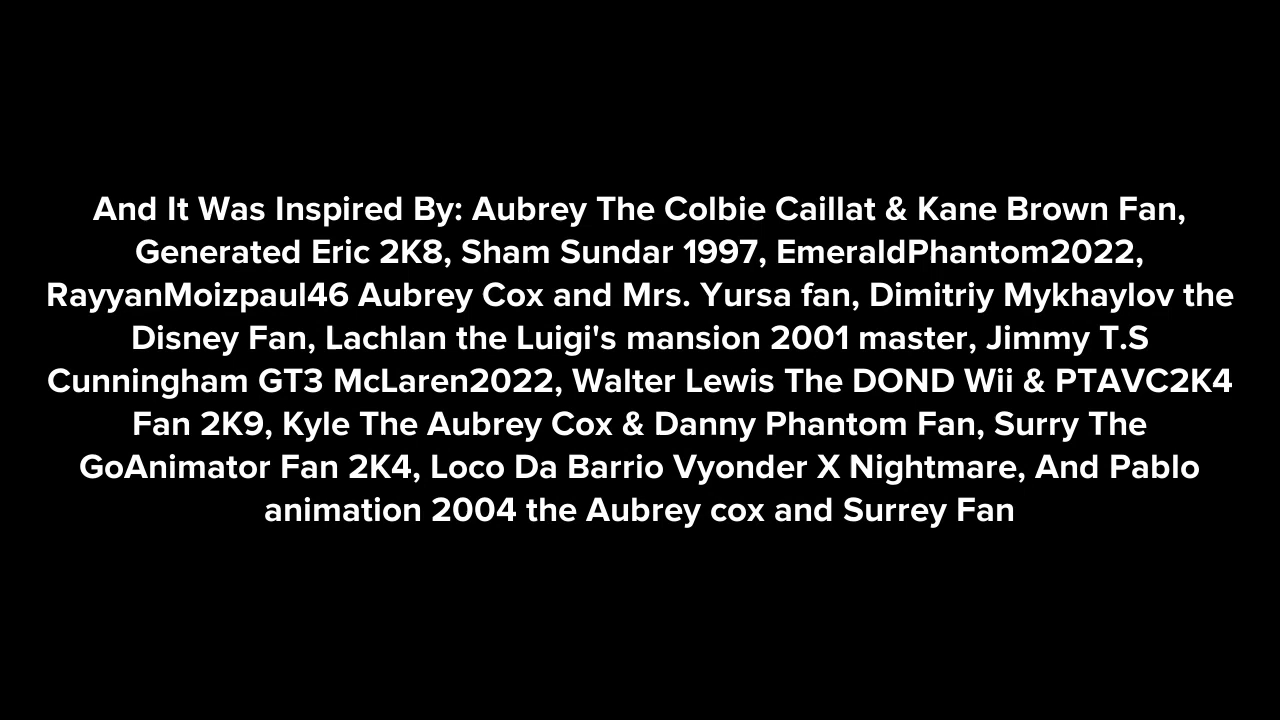 And It Was Inspired By: Aubrey The Colbie Caillat & Kane Brown Fan,
Generated Eric 2K8, Sham Sundar 1997, EmeraldPhantom2022,
RayyanMoizpaul46 Aubrey Cox and Mrs. Yursa fan, Dimitriy Mykhaylov the
Disney Fan, Lachlan the Luigi's mansion 2001 master, Jimmy T.S
Cunningham GT3 McLaren2022, Walter Lewis The DOND Wii & PTAVC2K4
Fan 2K9, Kyle The Aubrey Cox & Danny Phantom Fan, Surry The
GoAnimator Fan 2K4, Loco Da Barrio Vyonder X Nightmare, And Pablo
animation 2004 the Aubrey cox and Surrey Fan